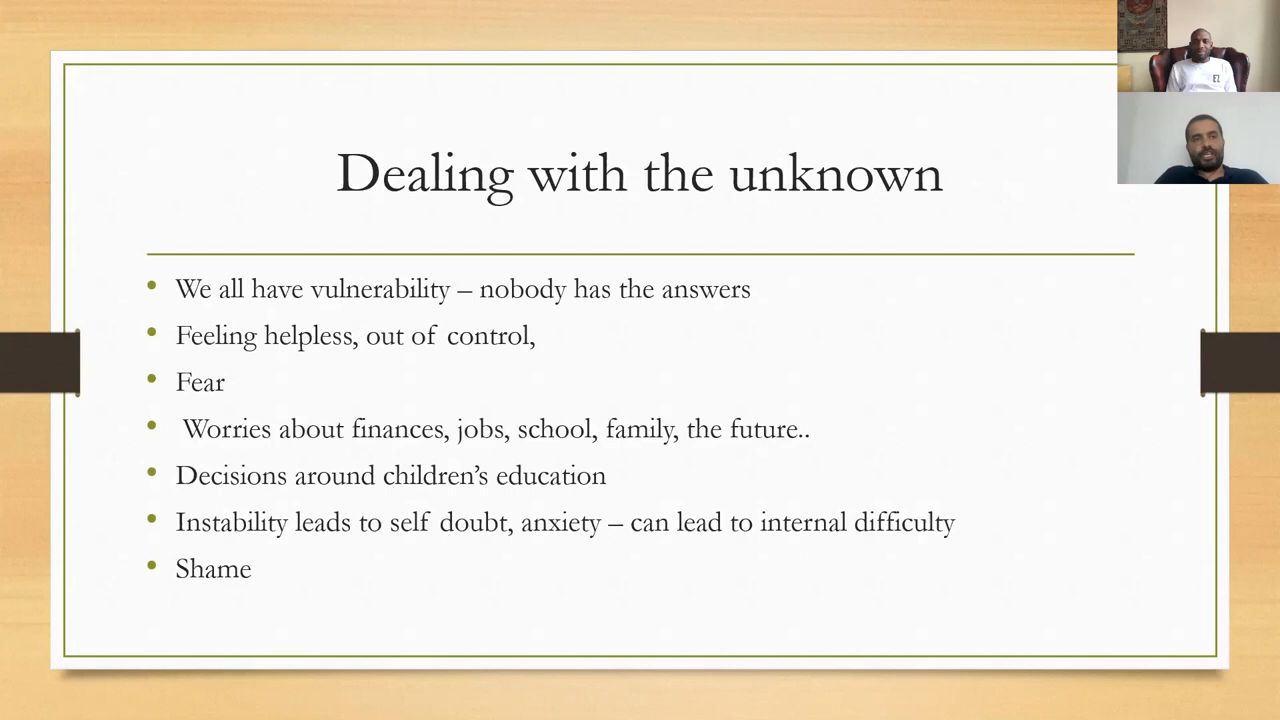 Dealing with the unknown
• We all have vulnerability – nobody has the answers
• Feeling helpless, out of control,
• Fear
• Worries about finances, jobs, school, family, the future..
• Decisions around children’s education
• Instability leads to self doubt, anxiety – can lead to internal difficulty
• Shame